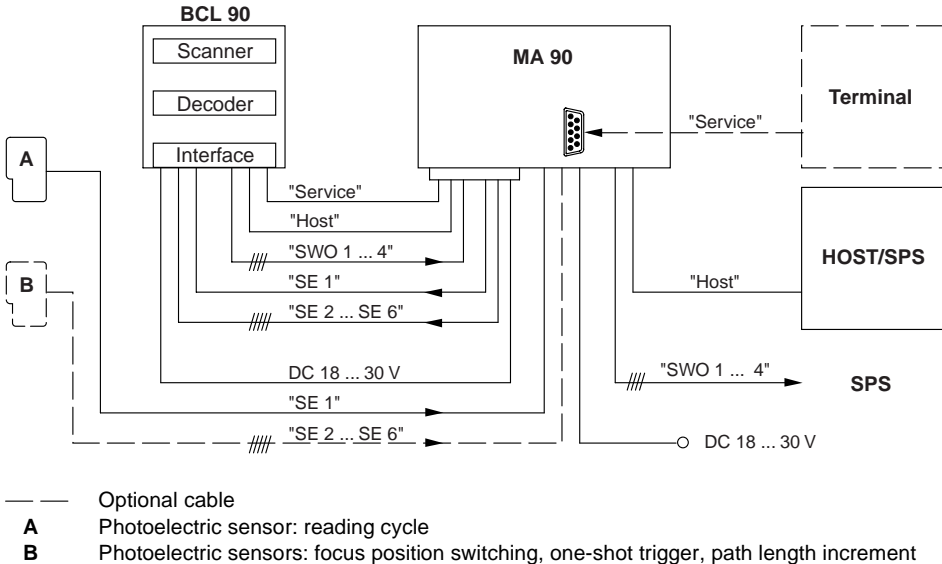 BCL 90
Scanner
Decoder
Interface
MA 90
Terminal
"Service"
A
"Service"
"Host"
"SWO 1 ... 4"
"SE 1"
"SE 2 ... SE 6"
B
HOST/SPS
"Host"
DC 18 ... 30 V
"SWO 1 ... 4"
SPS
"SE 1"
"SE 2 ... SE 6"
DC 18 ... 30 V
Optional cable
A Photoelectric sensor: reading cycle
B Photoelectric sensors: focus position switching, one-shot trigger, path length increment